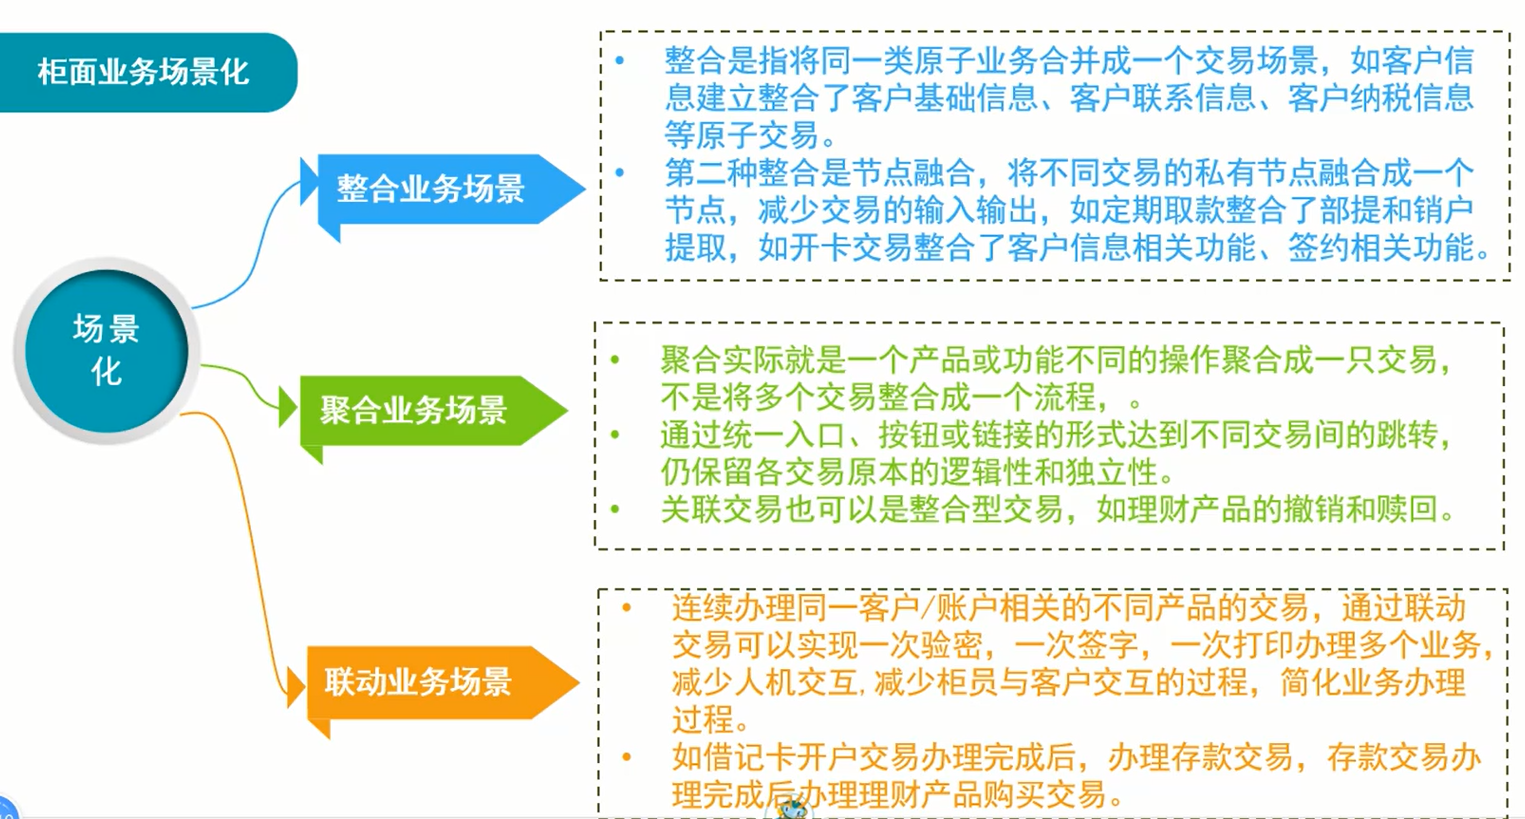 柜面业务场景化
整合是指将同一类原子业务合并成一个交易场景，如客户信
息建立整合了客户基础信息、客户联系信息、客户纳税信息
等原子交易。
第二种整合是节点融合，将不同交易的私有节点融合成一个
节点，减少交易的输入输出，如定期取款整合了部提和销户
提取，如开卡交易整合了客户信息相关功能、签约相关功能。
整合业务场景
场景
化
聚合实际就是一个产品或功能不同的操作聚合成一只交易，
不是将多个交易整合成一个流程，。
通过统一入口、按钮或链接的形式达到不同交易间的跳转，
仍保留各交易原本的逻辑性和独立性。
关联交易也可以是整合型交易，如理财产品的撤销和赎回。
聚合业务场景
连续办理同一客户/账户相关的不同产品的交易，通过联动
交易可以实现一次验密，一次签字，一次打印办理多个业务，
减少人机交互,减少柜员与客户交互的过程，简化业务办理
过程。
如借记卡开户交易办理完成后，办理存款交易，存款交易办
理完成后办理理财产品购买交易。
联动业务场景